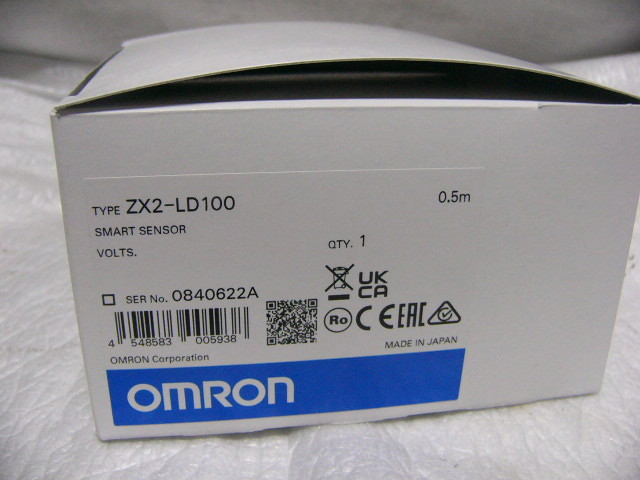 TYPE ZX2-LD100 0.5m
SMART SENSOR
VOLTS. QTY. 1
UK
CA
SER No. 0840622A
Ro CE EAC
4 548583 005938
OMRON Corporation MADE IN JAPAN
OMRON